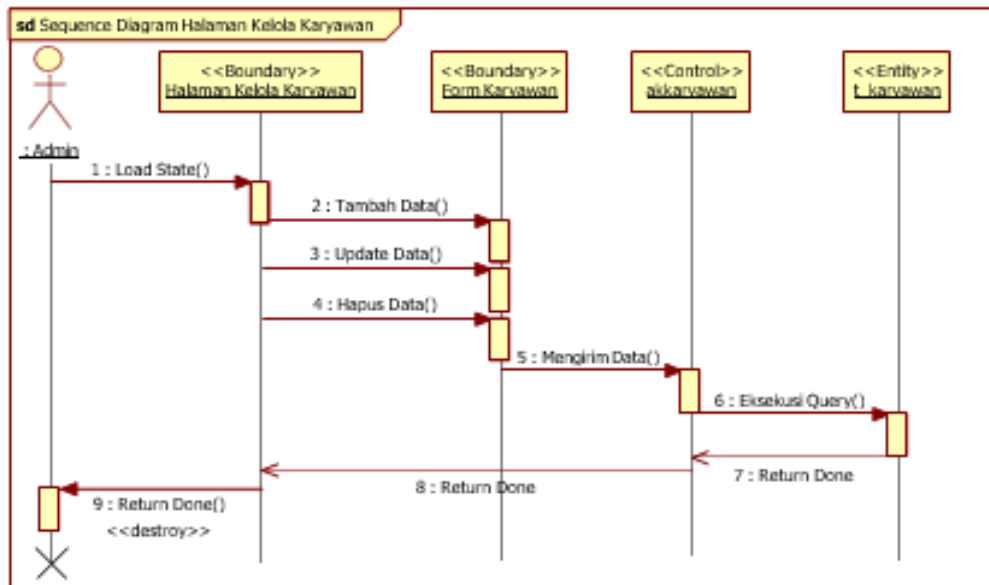 sd Sequence Diagram Halaman Kelola Karyawan
<<Boundary>>
Halaman Kelola Karyawan
<<Boundary>>
Form Karyawan
<<Control>>
akkaryawan
<<Entity>>
t_karyawan
: Admin
1 : Load State()
2 : Tambah Data()
3 : Update Data()
4 : Hapus Data()
5 : Mengirim Data()
6 : Eksekusi Query()
7 : Return Done
8 : Return Done
9 : Return Done()
<<destroy>>